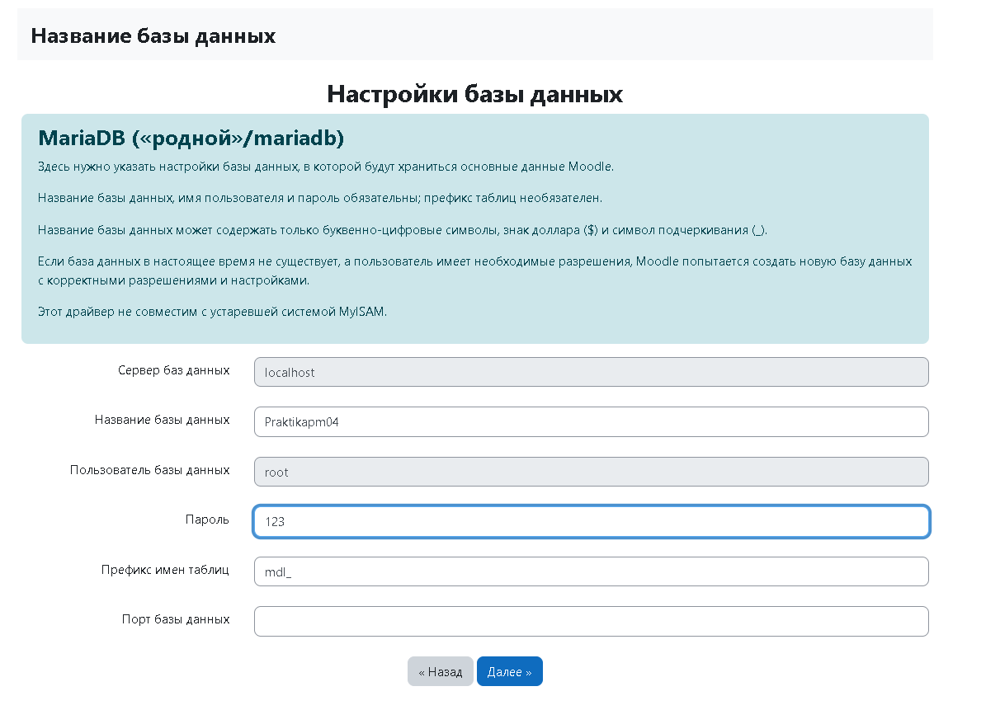 Название базы данных
Настройки базы данных
MariaDB («родной»/mariadb)
Здесь нужно указать настройки базы данных, в которой будут храниться основные данные Moodle.
Название базы данных, имя пользователя и пароль обязательны; префикс таблиц необязателен.
Название базы данных может содержать только буквенно-цифровые символы, знак доллара ($) и символ подчеркивания (_).
Если база данных в настоящее время не существует, а пользователь имеет необходимые разрешения, Moodle попытается создать новую базу данных
с корректными разрешениями и настройками.
Этот драйвер не совместим с устаревшей системой MyISAM.
Сервер баз данных localhost
Название базы данных Praktikapm04
Пользователь базы данных root
Пароль 123
Префикс имен таблиц mdl_
Порт базы данных
« Назад Далее »